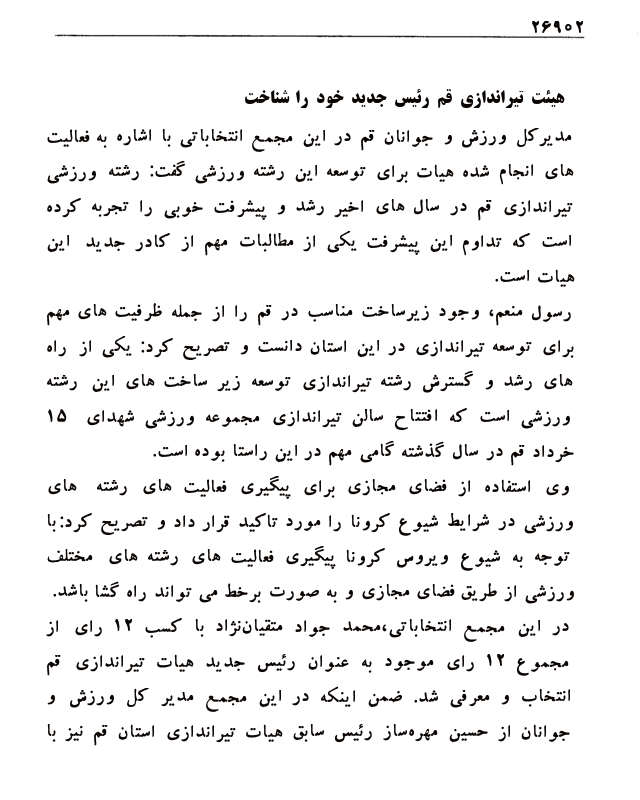 ۲۶۹۰۲
هیئت تیراندازی قم رئیس جدید خود را شناخت
مدیرکل ورزش و جوانان قم در این مجمع انتخاباتی با اشاره به فعالیت
های انجام شده هیات برای توسعه این رشته ورزشی گفت: رشته ورزشی
تیراندازی قم در سال های اخیر رشد و پیشرفت خوبی را تجربه کرده
است که تداوم این پیشرفت یکی از مطالبات مهم از کادر جدید این
هیات است.
رسول منعم، وجود زیرساخت مناسب در قم را از جمله ظرفیت های مهم
برای توسعه تیراندازی در این استان دانست و تصریح کرد: یکی از راه
های رشد و گسترش رشته تیراندازی توسعه زیر ساخت های این رشته
ورزشی است که افتتاح سالن تیراندازی مجموعه ورزشی شهدای ۱۵
خرداد قم در سال گذشته گامی مهم در این راستا بوده است.
وی استفاده از فضای مجازی برای پیگیری فعالیت های رشته های
ورزشی در شرایط شیوع کرونا را مورد تاکید قرار داد و تصریح کرد:با
توجه به شیوع ویروس کرونا پیگیری فعالیت های رشته های مختلف
ورزشی از طریق فضای مجازی و به صورت برخط می تواند راه گشا باشد.
در این مجمع انتخاباتی،محمد جواد متقیان‌نژاد با کسب ۱۲ رای از
مجموع ۱۲ رای موجود به عنوان رئیس جدید هیات تیراندازی قم
انتخاب و معرفی شد. ضمن اینکه در این مجمع مدیر کل ورزش و
جوانان از حسین مهره‌ساز رئیس سابق هیات تیراندازی استان قم نیز با